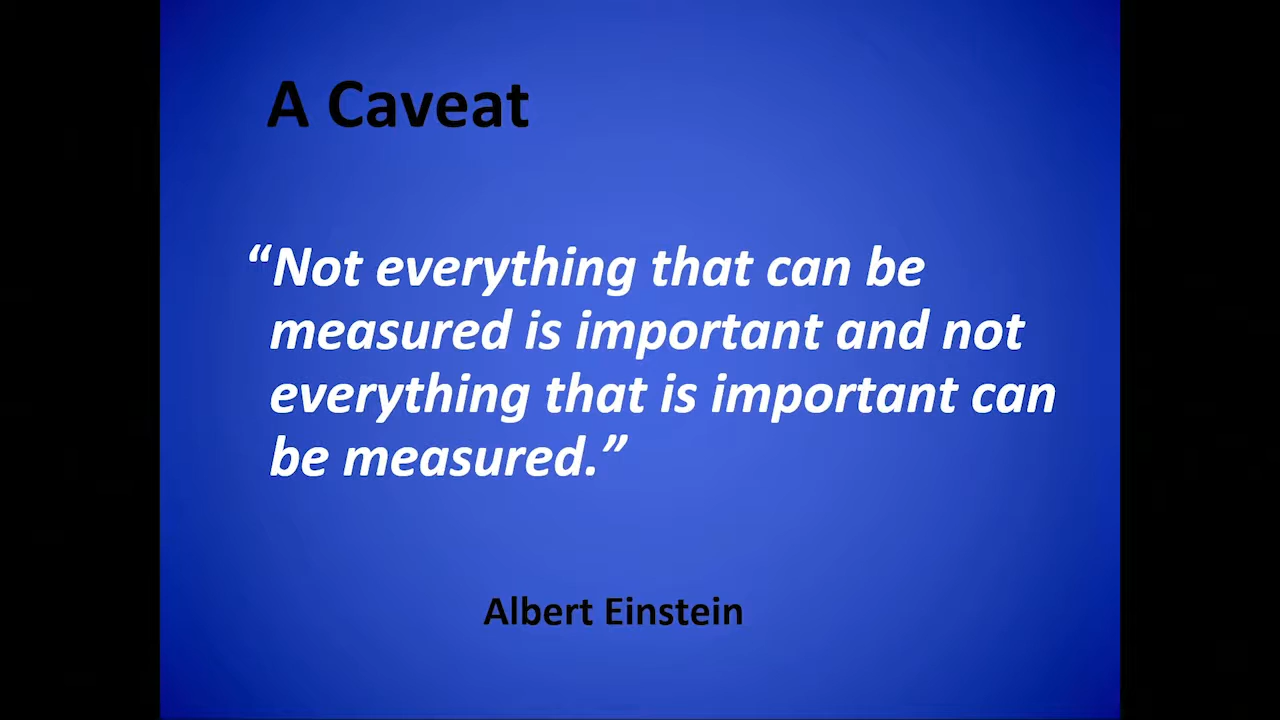 A Caveat
“Not everything that can be
measured is important and not
everything that is important can
be measured.”
Albert Einstein